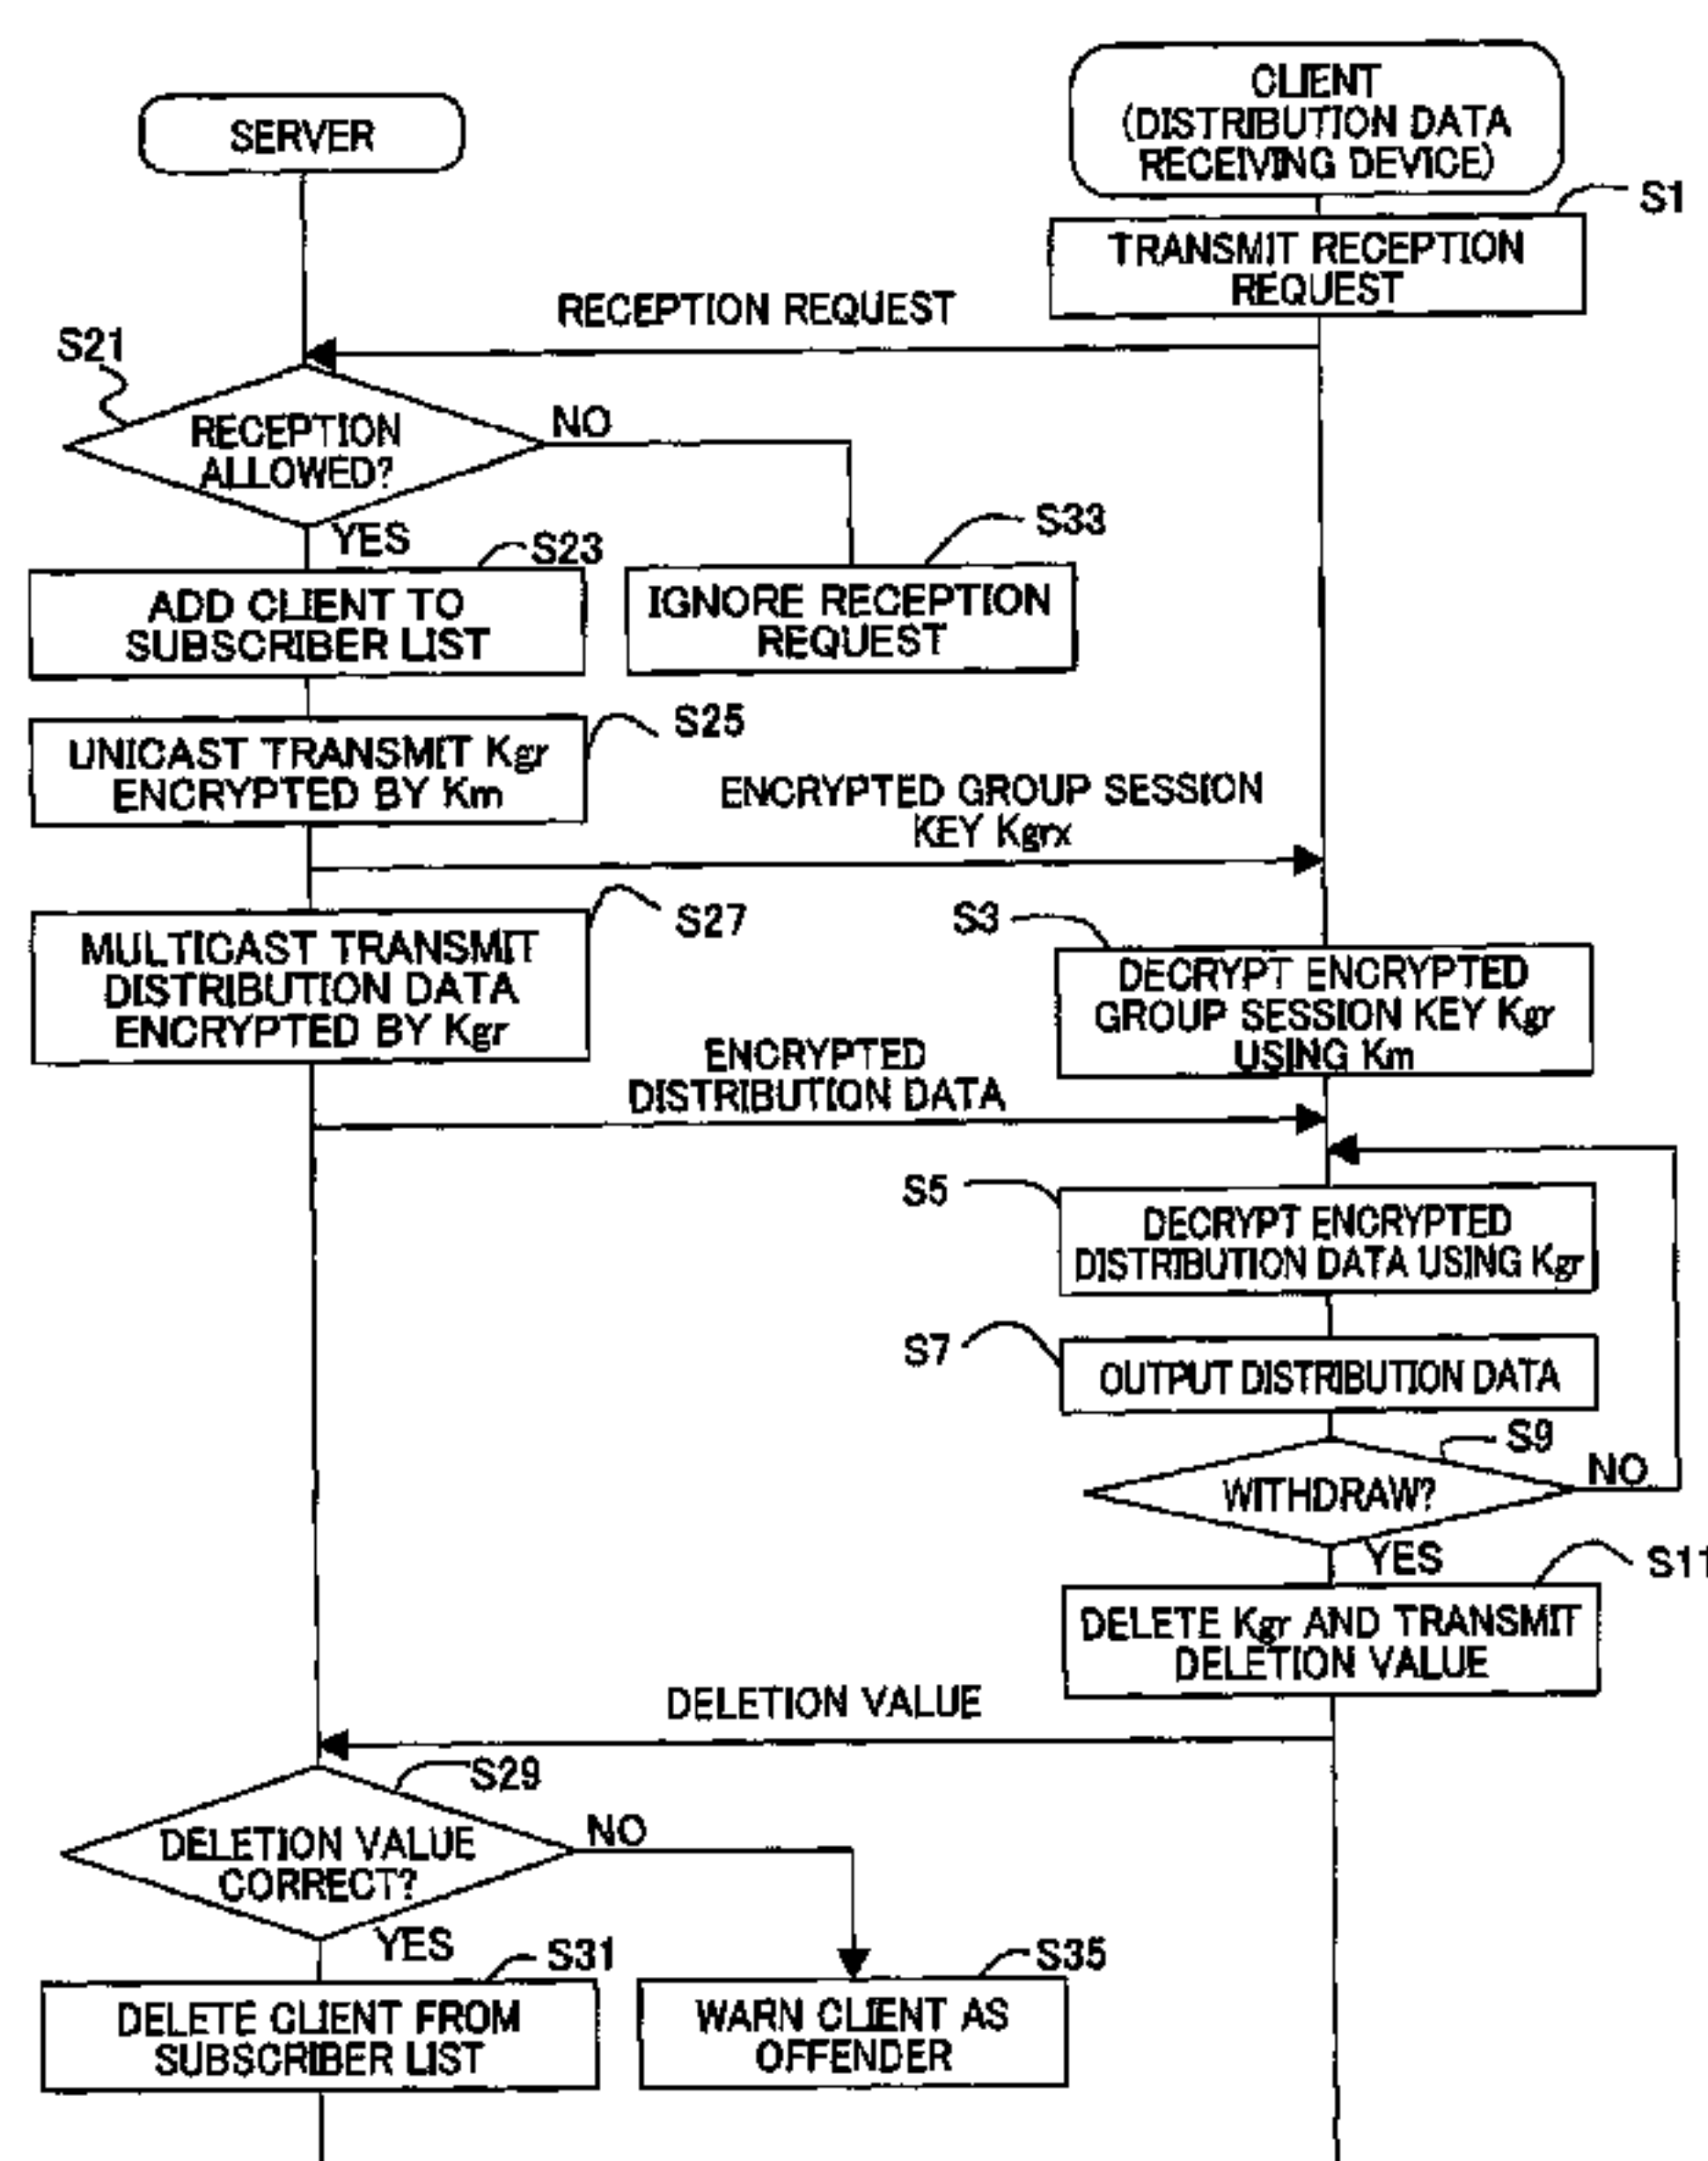 SERVER
CLIENT
(DISTRIBUTION DATA
RECEIVING DEVICE)
S1
TRANSMIT RECEPTION
REQUEST
RECEPTION REQUEST
S21
RECEPTION
ALLOWED?
NO
YES
S23
S33
ADD CLIENT TO
SUBSCRIBER LIST
IGNORE RECEPTION
REQUEST
S25
UNICAST TRANSMIT Kgr
ENCRYPTED BY Km
ENCRYPTED GROUP SESSION
KEY Kgrx
S27
MULTICAST TRANSMIT
DISTRIBUTION DATA
ENCRYPTED BY Kgr
S3
DECRYPT ENCRYPTED
GROUP SESSION KEY Kgr
USING Km
ENCRYPTED
DISTRIBUTION DATA
S5
DECRYPT ENCRYPTED
DISTRIBUTION DATA USING Kgr
S7
OUTPUT DISTRIBUTION DATA
S9
WITHDRAW?
NO
YES
S11
DELETE Kgr AND TRANSMIT
DELETION VALUE
DELETION VALUE
S29
DELETION VALUE
CORRECT?
NO
YES
S31
S35
DELETE CLIENT FROM
SUBSCRIBER LIST
WARN CLIENT AS
OFFENDER